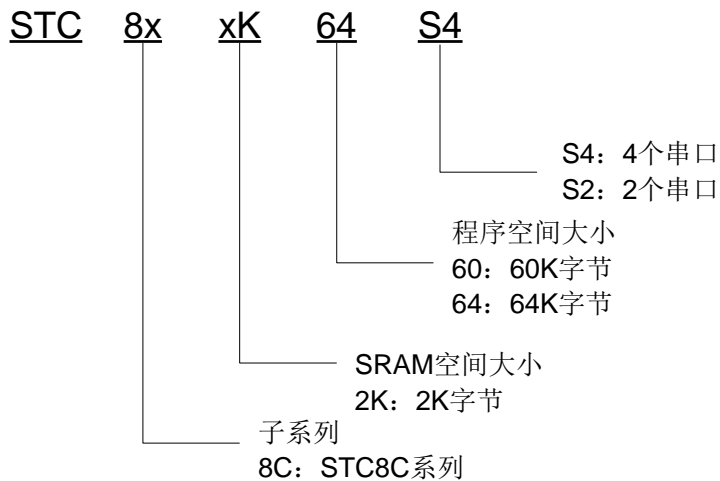 STC 8x xK 64 S4
S4：4个串口
S2：2个串口
程序空间大小
60：60K字节
64：64K字节
SRAM空间大小
2K：2K字节
子系列
8C：STC8C系列